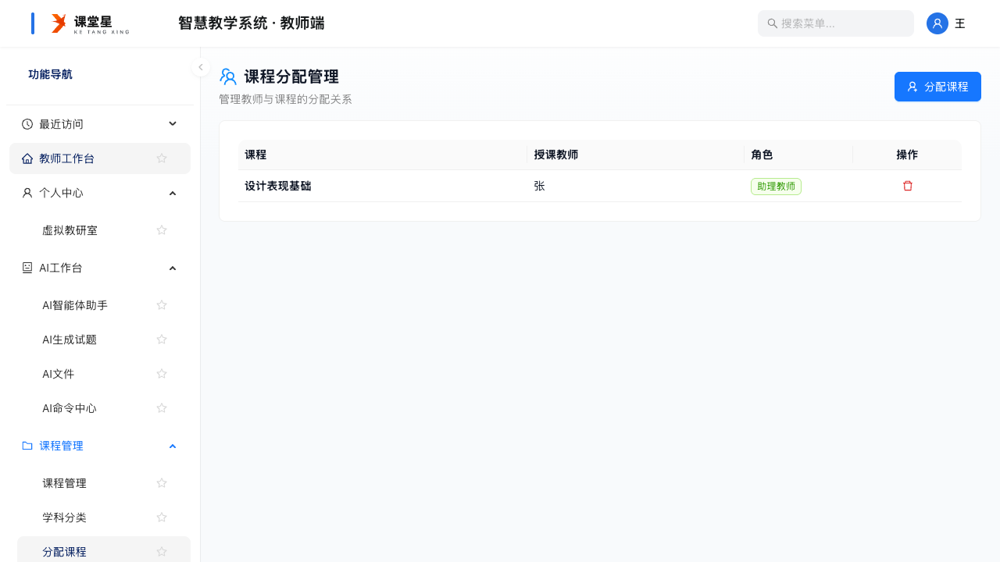 课堂星
KE TANG XING
智慧教学系统 · 教师端
搜索菜单...
王
功能导航
最近访问
教师工作台
个人中心
虚拟教研室
AI工作台
AI智能体助手
AI生成试题
AI文件
AI命令中心
课程管理
课程管理
学科分类
分配课程
课程分配管理
管理教师与课程的分配关系
分配课程
课程 授课教师 角色 操作
设计表现基础 张 助理教师